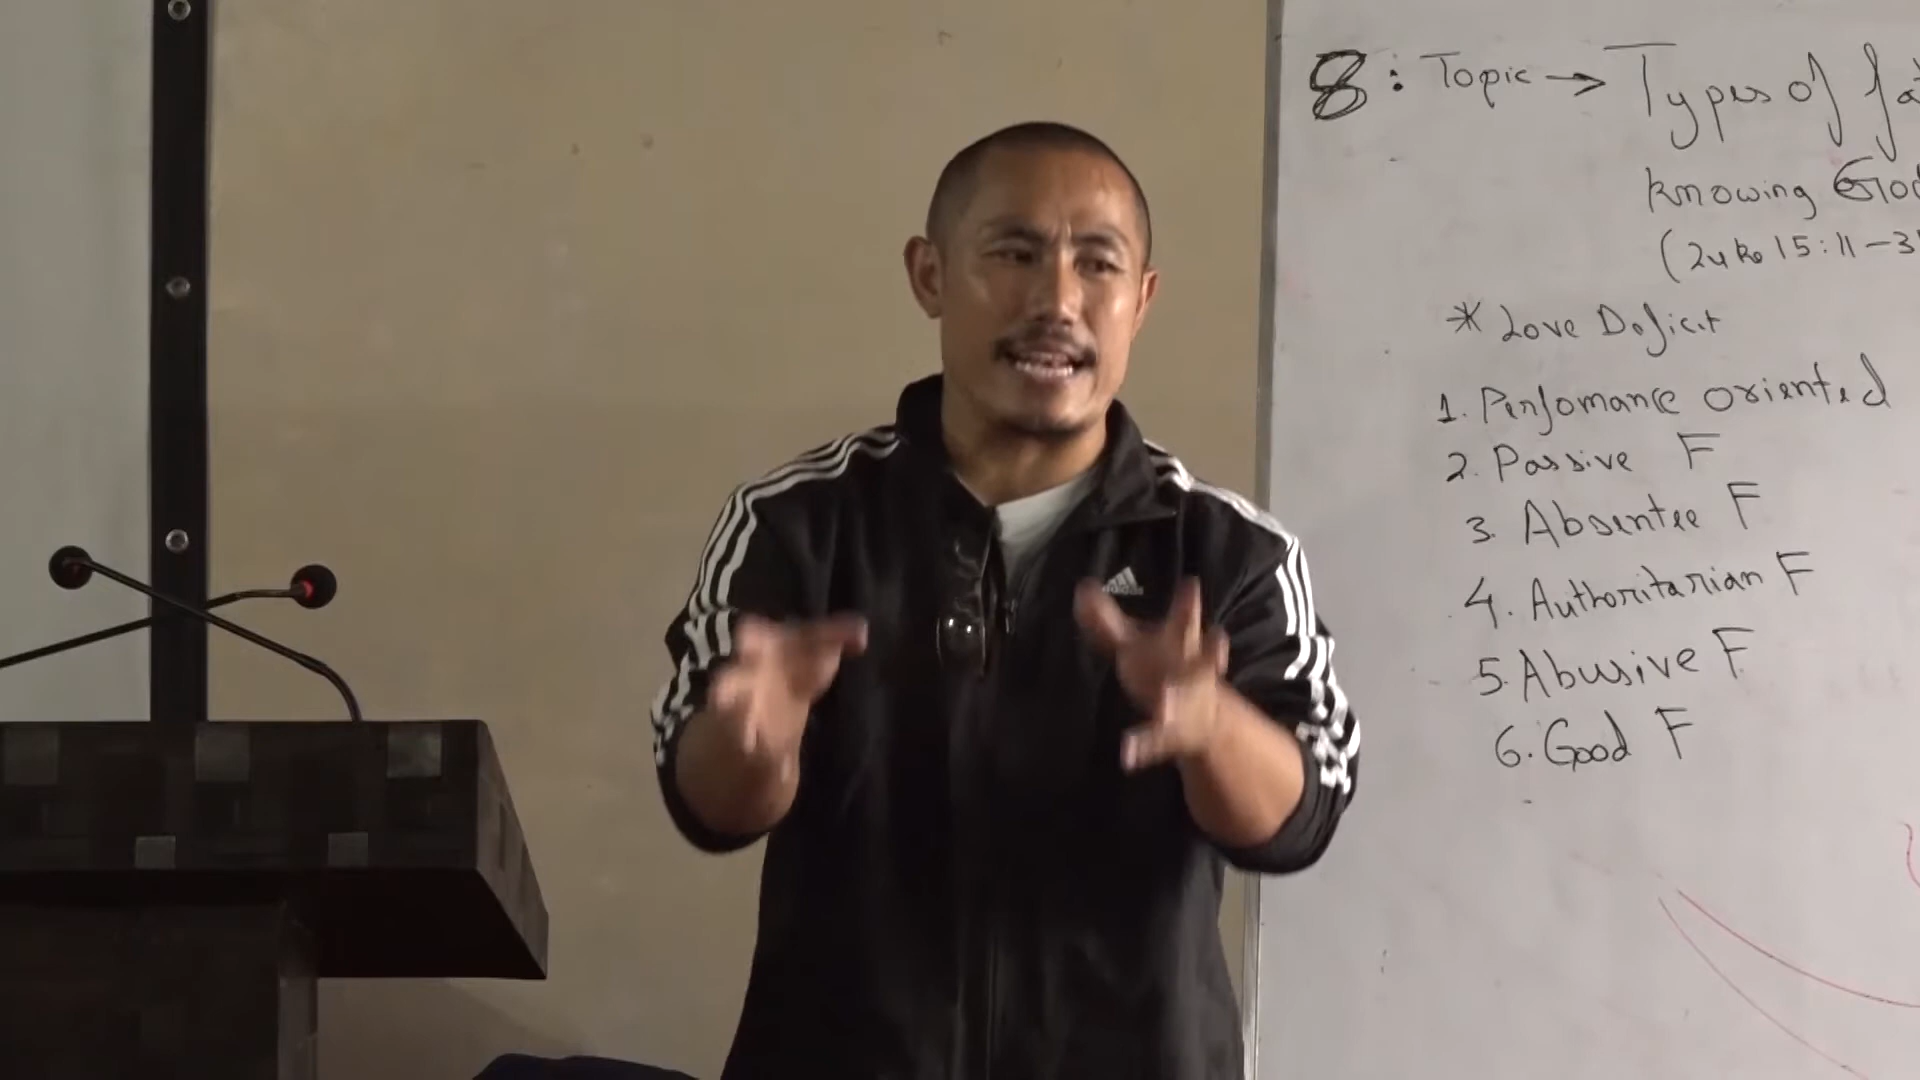 8: Topic → Types of fat
knowing God
(Luke 15:11-3
* Love Deficit
1. Perfomance oriented
2. Passive F
3. Absentee F
4. Authoritarian F
5. Abusive F
6. Good F
adidas